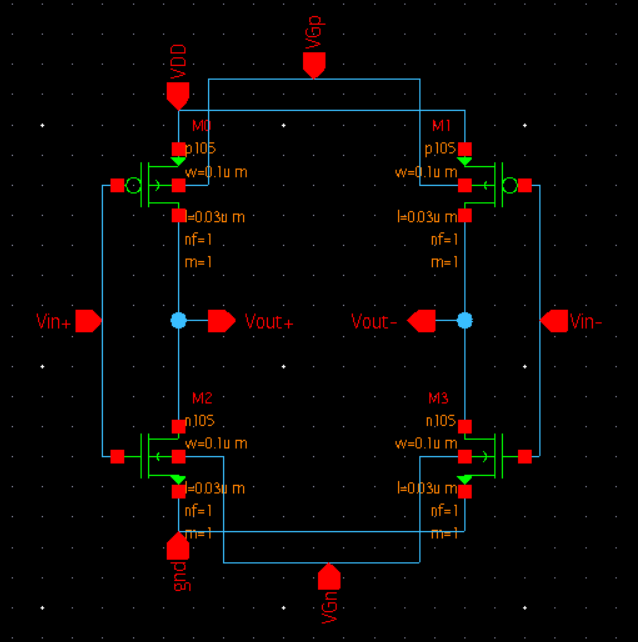 VGp
VDD
M0
p105
w=0.1u m
l=0.03u m
nf=1
m=1
M1
p105
w=0.1u m
l=0.03u m
nf=1
m=1
Vin+
Vout+
Vout-
Vin-
M2
n105
w=0.1u m
l=0.03u m
nf=1
m=1
M3
n105
w=0.1u m
l=0.03u m
nf=1
m=1
gnd
VGn